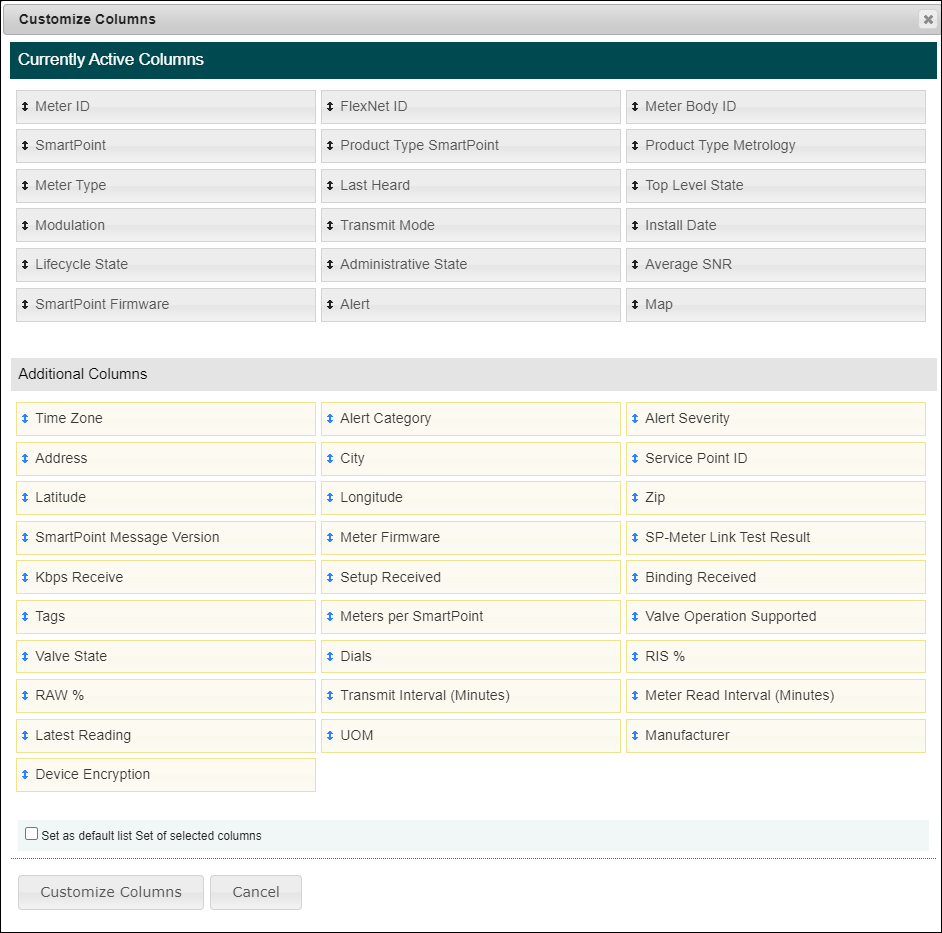 Customize Columns
Currently Active Columns
Meter ID
FlexNet ID
Meter Body ID
SmartPoint
Product Type SmartPoint
Product Type Metrology
Meter Type
Last Heard
Top Level State
Modulation
Transmit Mode
Install Date
Lifecycle State
Administrative State
Average SNR
SmartPoint Firmware
Alert
Map
Additional Columns
Time Zone
Alert Category
Alert Severity
Address
City
Service Point ID
Latitude
Longitude
Zip
SmartPoint Message Version
Meter Firmware
SP-Meter Link Test Result
Kbps Receive
Setup Received
Binding Received
Tags
Meters per SmartPoint
Valve Operation Supported
Valve State
Dials
RIS %
RAW %
Transmit Interval (Minutes)
Meter Read Interval (Minutes)
Latest Reading
UOM
Manufacturer
Device Encryption
Set as default list Set of selected columns
Customize Columns
Cancel